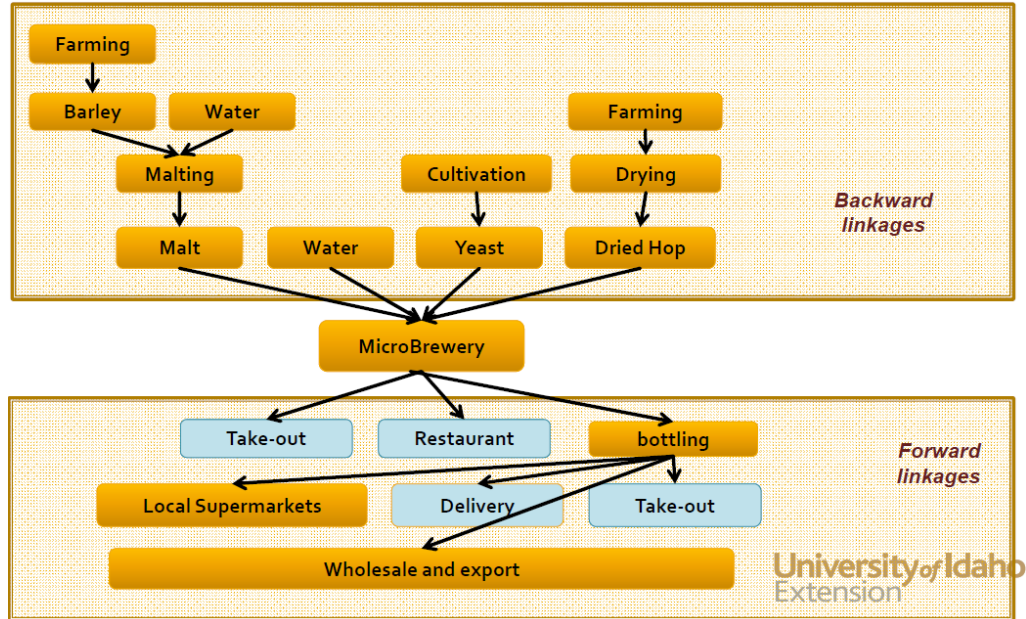 Farming
Barley
Water
Farming
Malting
Cultivation
Drying
Backward
linkages
Malt
Water
Yeast
Dried Hop
MicroBrewery
Take-out
Restaurant
bottling
Forward
linkages
Local Supermarkets
Delivery
Take-out
Wholesale and export
University of Idaho
Extension